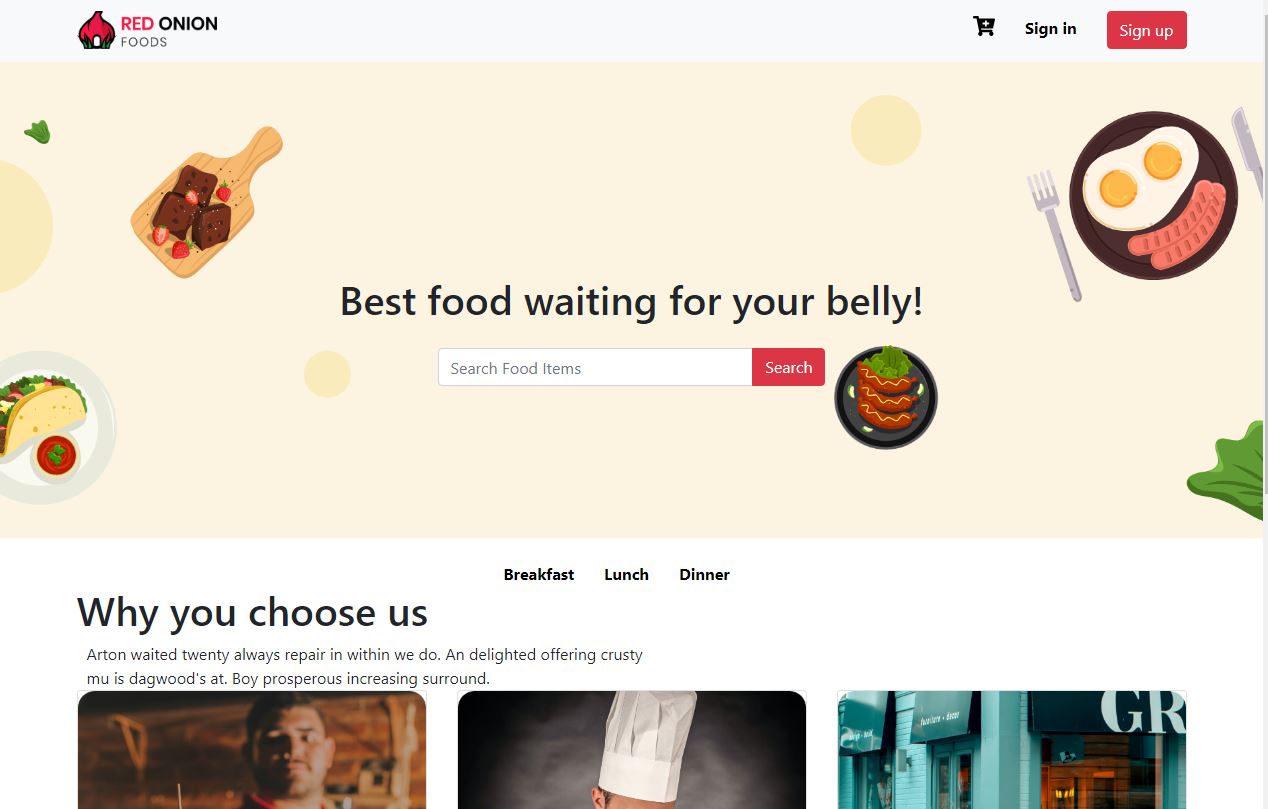 RED ONION
FOODS
Sign in
Sign up
Best food waiting for your belly!
Search Food Items
Search
Breakfast
Lunch
Dinner
Why you choose us
Arton waited twenty always repair in within we do. An delighted offering crusty
mu is dagwood's at. Boy prosperous increasing surround.
furniture + decor
GR